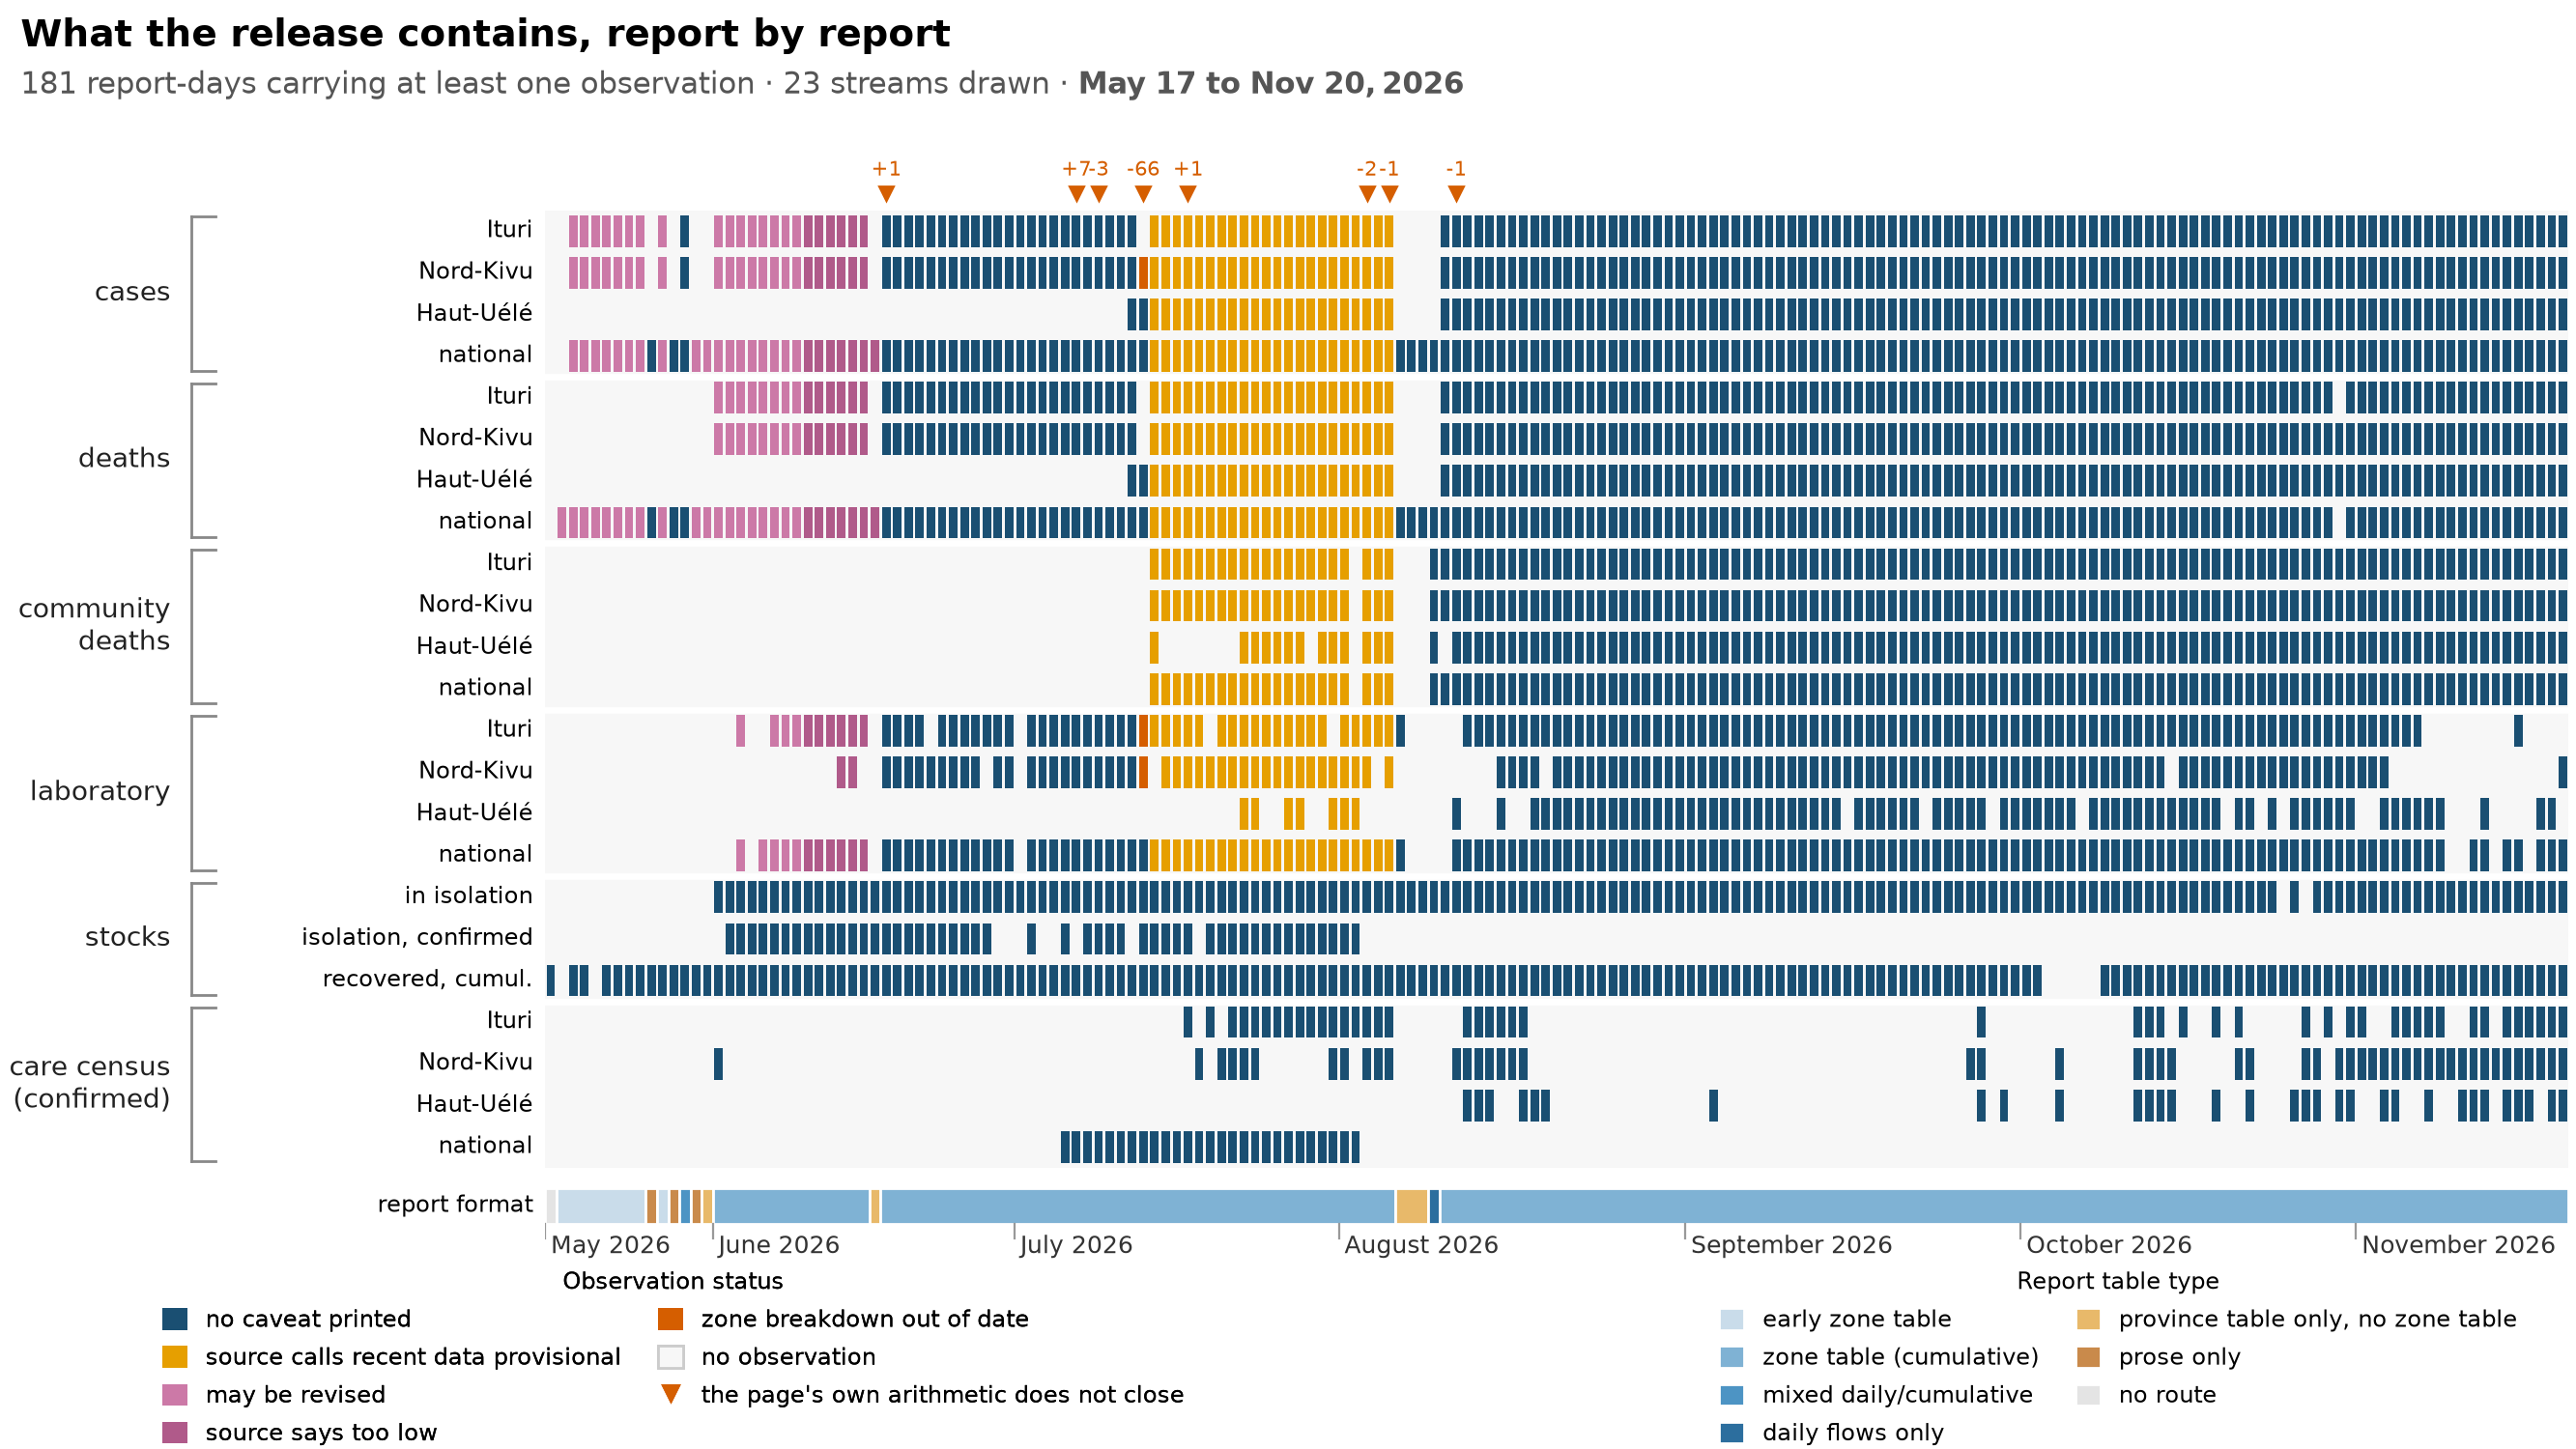 What the release contains, report by report
181 report-days carrying at least one observation · 23 streams drawn · May 17 to Nov 20, 2026
+1 +7 -3 -66 +1 -2 -1 -1
cases
Ituri
Nord-Kivu
Haut-Uélé
national
deaths
Ituri
Nord-Kivu
Haut-Uélé
national
community
deaths
Ituri
Nord-Kivu
Haut-Uélé
national
laboratory
Ituri
Nord-Kivu
Haut-Uélé
national
stocks
in isolation
isolation, confirmed
recovered, cumul.
care census
(confirmed)
Ituri
Nord-Kivu
Haut-Uélé
national
report format
May 2026 June 2026 July 2026 August 2026 September 2026 October 2026 November 2026
Observation status
no caveat printed
source calls recent data provisional
may be revised
source says too low
zone breakdown out of date
no observation
the page's own arithmetic does not close
Report table type
early zone table
zone table (cumulative)
mixed daily/cumulative
daily flows only
province table only, no zone table
prose only
no route